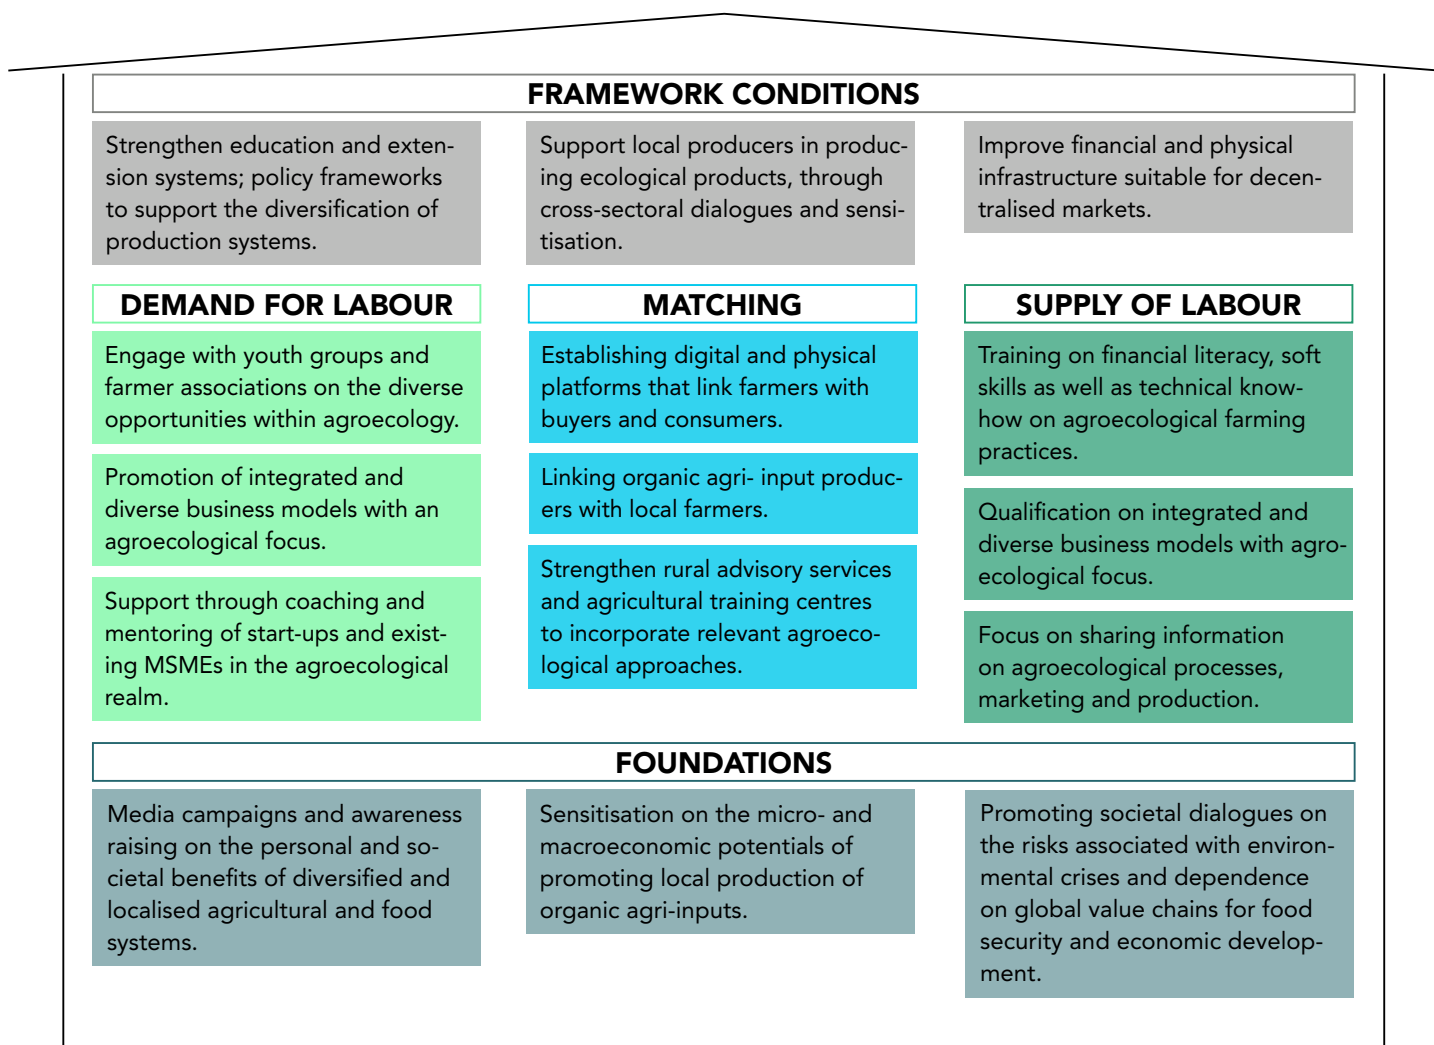 FRAMEWORK CONDITIONS
Strengthen education and exten-
sion systems; policy frameworks
to support the diversification of
production systems.
Support local producers in produc-
ing ecological products, through
cross-sectoral dialogues and sensi-
tisation.
Improve financial and physical
infrastructure suitable for decen-
tralised markets.
DEMAND FOR LABOUR
Engage with youth groups and
farmer associations on the diverse
opportunities within agroecology.
Promotion of integrated and
diverse business models with an
agroecological focus.
Support through coaching and
mentoring of start-ups and exist-
ing MSMEs in the agroecological
realm.
MATCHING
Establishing digital and physical
platforms that link farmers with
buyers and consumers.
Linking organic agri- input produc-
ers with local farmers.
Strengthen rural advisory services
and agricultural training centres
to incorporate relevant agroeco-
logical approaches.
SUPPLY OF LABOUR
Training on financial literacy, soft
skills as well as technical know-
how on agroecological farming
practices.
Qualification on integrated and
diverse business models with agro-
ecological focus.
Focus on sharing information
on agroecological processes,
marketing and production.
FOUNDATIONS
Media campaigns and awareness
raising on the personal and so-
cietal benefits of diversified and
localised agricultural and food
systems.
Sensitisation on the micro- and
macroeconomic potentials of
promoting local production of
organic agri-inputs.
Promoting societal dialogues on
the risks associated with environ-
mental crises and dependence
on global value chains for food
security and economic develop-
ment.